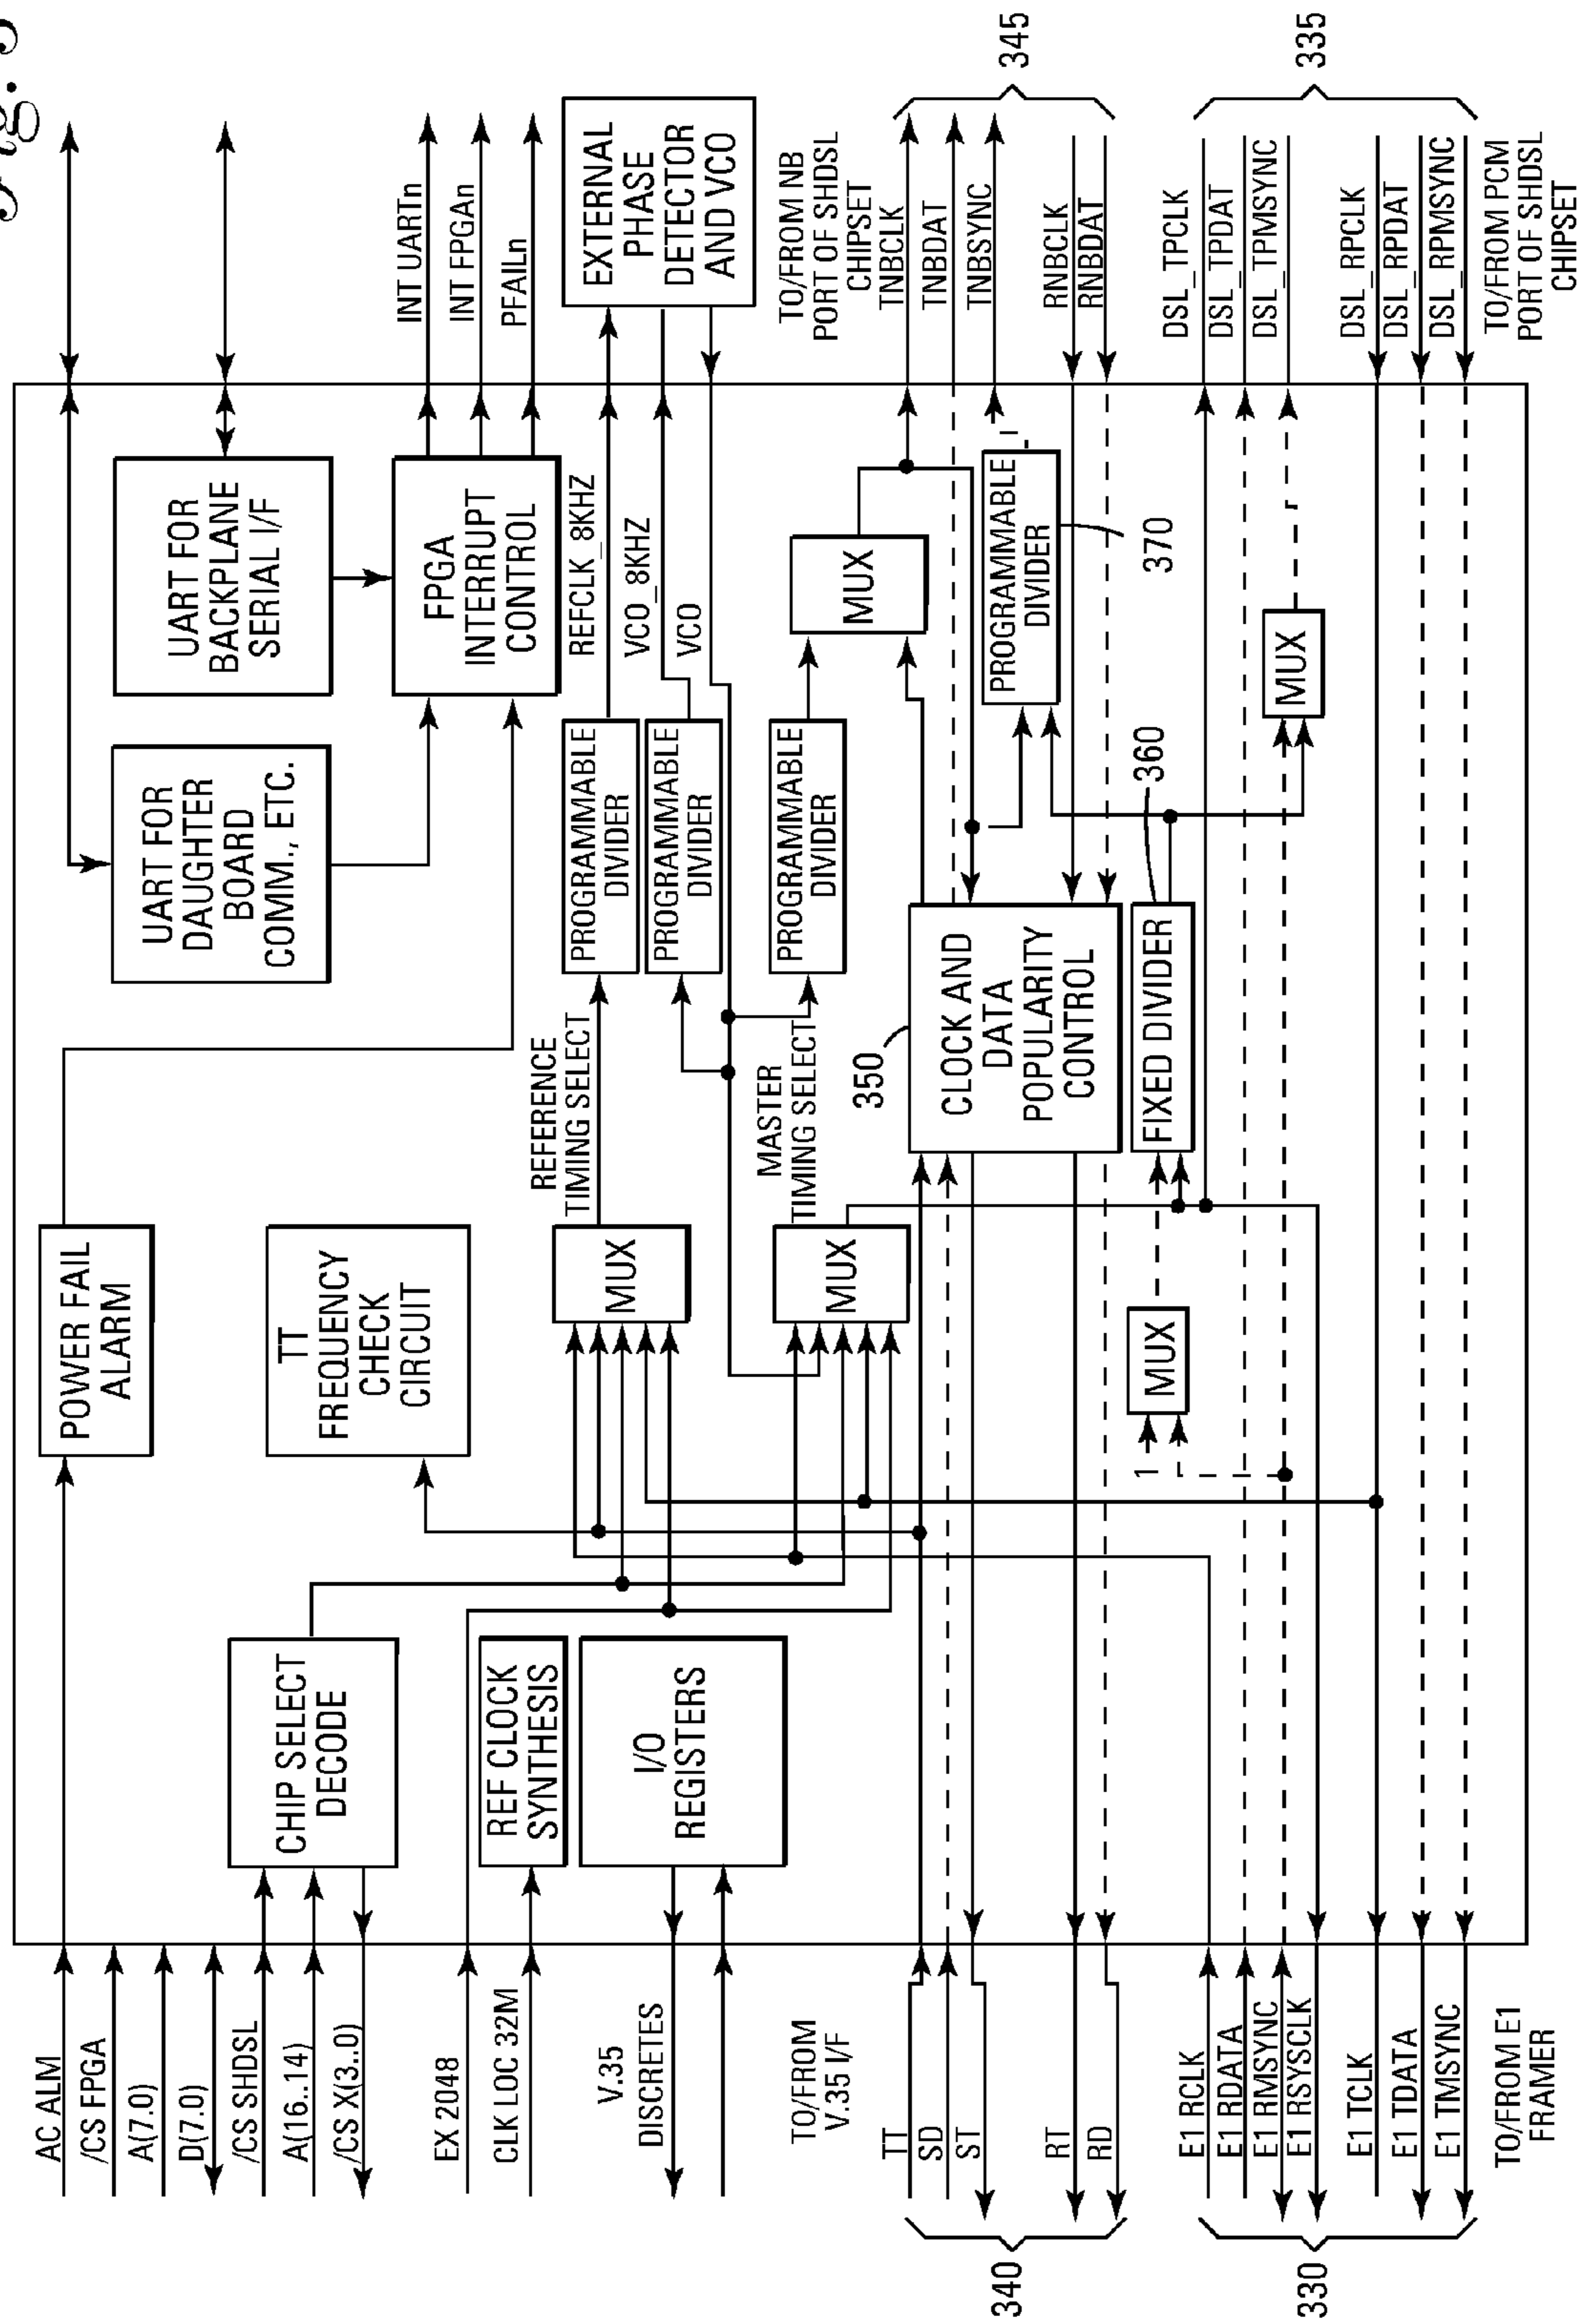 Fig. 3
AC ALM
/CS FPGA
A(7.0)
D(7.0)
/CS SHDSL
A(16..14)
/CS X(3..0)
EX 2048
CLK LOC 32M
V.35
DISCRETES
TO/FROM
V.35 I/F
TT
SD
ST
RT
RD
340
E1 RCLK
E1 RDATA
E1 RMSYNC
E1 RSYSCLK
E1 TCLK
E1 TDATA
E1 TMSYNC
TO/FROM E1
FRAMER
330
POWER FAIL
ALARM
TT
FREQUENCY
CHECK
CIRCUIT
CHIP SELECT
DECODE
REF CLOCK
SYNTHESIS
I/O
REGISTERS
UART FOR
DAUGHTER
BOARD
COMM., ETC.
UART FOR
BACKPLANE
SERIAL I/F
FPGA
INTERRUPT
CONTROL
INT UARTn
INT FPGAn
PFAILn
REFERENCE
TIMING SELECT
MUX
PROGRAMMABLE
DIVIDER
REFCLK_8KHZ
PROGRAMMABLE
DIVIDER
VCO_8KHZ
VCO
EXTERNAL
PHASE
DETECTOR
AND VCO
MASTER
TIMING SELECT
MUX
PROGRAMMABLE
DIVIDER
MUX
350
CLOCK AND
DATA
POPULARITY
CONTROL
PROGRAMMABLE
DIVIDER
370
MUX
FIXED DIVIDER
360
MUX
TO/FROM NB
PORT OF SHDSL
CHIPSET
TNBCLK
TNBDAT
TNBSYNC
RNBCLK
RNBDAT
345
DSL_TPCLK
DSL_TPDAT
DSL_TPMSYNC
DSL_RPCLK
DSL_RPDAT
DSL_RPMSYNC
TO/FROM PCM
PORT OF SHDSL
CHIPSET
335